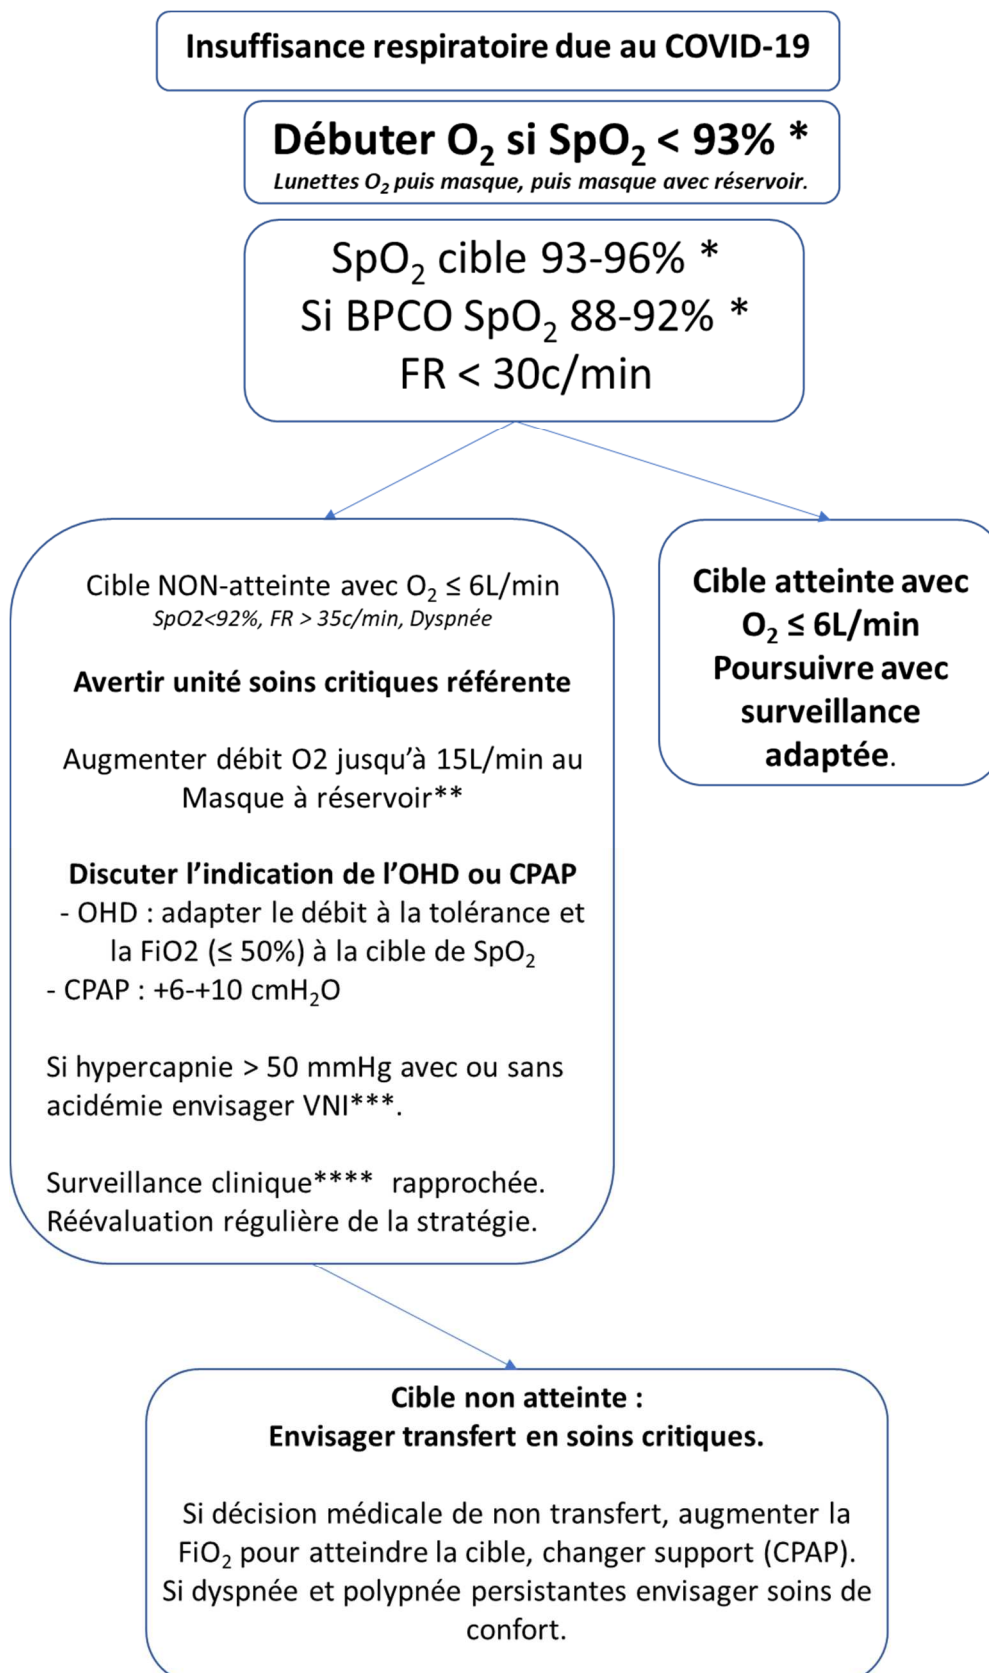 Insuffisance respiratoire due au COVID-19
Débuter O₂ si SpO₂ < 93% *
Lunettes O₂ puis masque, puis masque avec réservoir.
SpO₂ cible 93-96% *
Si BPCO SpO₂ 88-92% *
FR < 30c/min
Cible NON-atteinte avec O₂ ≤ 6L/min
SpO2<92%, FR > 35c/min, Dyspnée
Avertir unité soins critiques référente
Augmenter débit O2 jusqu’à 15L/min au
Masque à réservoir**
Discuter l’indication de l’OHD ou CPAP
- OHD : adapter le débit à la tolérance et
la FiO2 (≤ 50%) à la cible de SpO₂
- CPAP : +6-+10 cmH₂O
Si hypercapnie > 50 mmHg avec ou sans
acidémie envisager VNI***.
Surveillance clinique**** rapprochée.
Réévaluation régulière de la stratégie.
Cible atteinte avec
O₂ ≤ 6L/min
Poursuivre avec
surveillance
adaptée.
Cible non atteinte :
Envisager transfert en soins critiques.
Si décision médicale de non transfert, augmenter la
FiO₂ pour atteindre la cible, changer support (CPAP).
Si dyspnée et polypnée persistantes envisager soins de
confort.